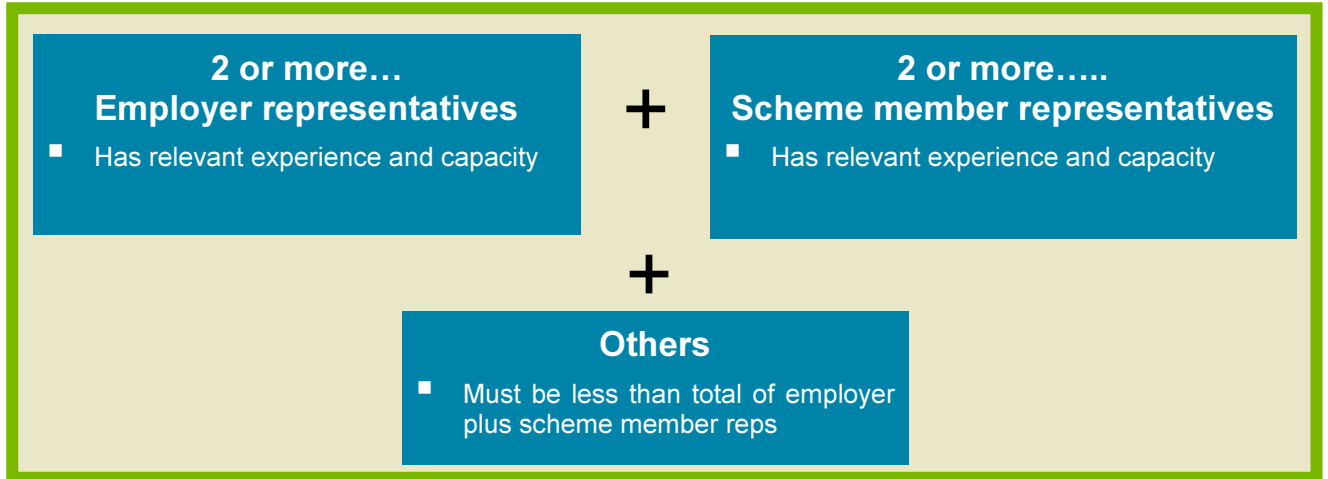 2 or more…
Employer representatives
▪ Has relevant experience and capacity
+
2 or more…..
Scheme member representatives
▪ Has relevant experience and capacity
+
Others
▪ Must be less than total of employer
plus scheme member reps